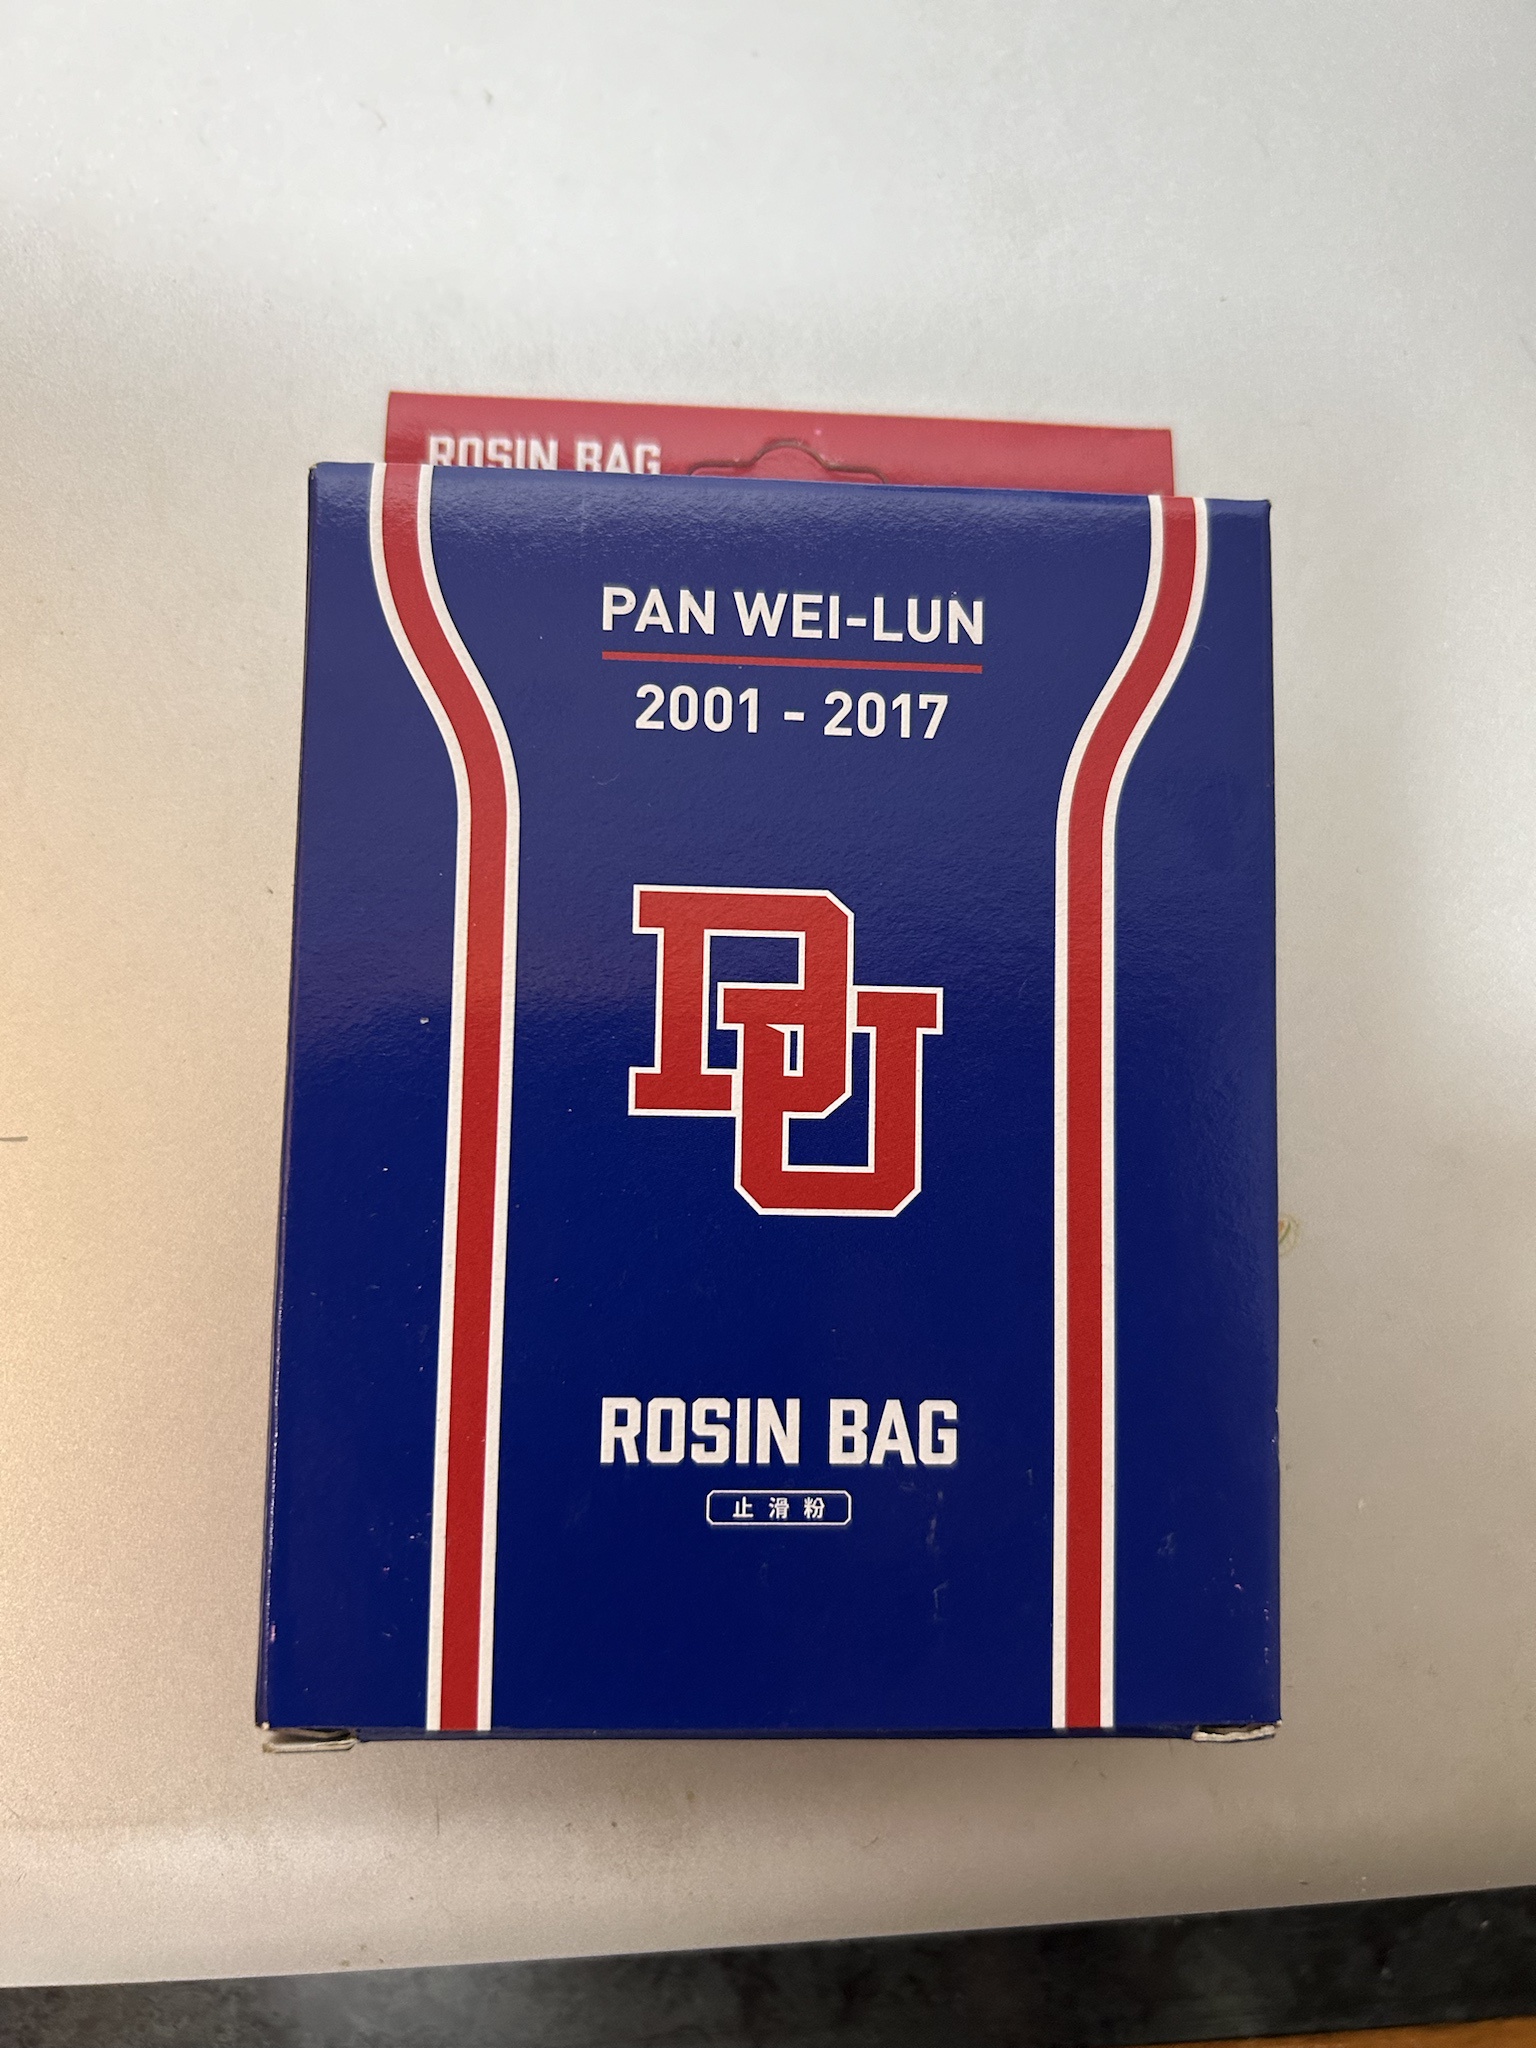 ROSIN BAG
PAN WEI-LUN
2001 - 2017
DU
ROSIN BAG
止滑粉